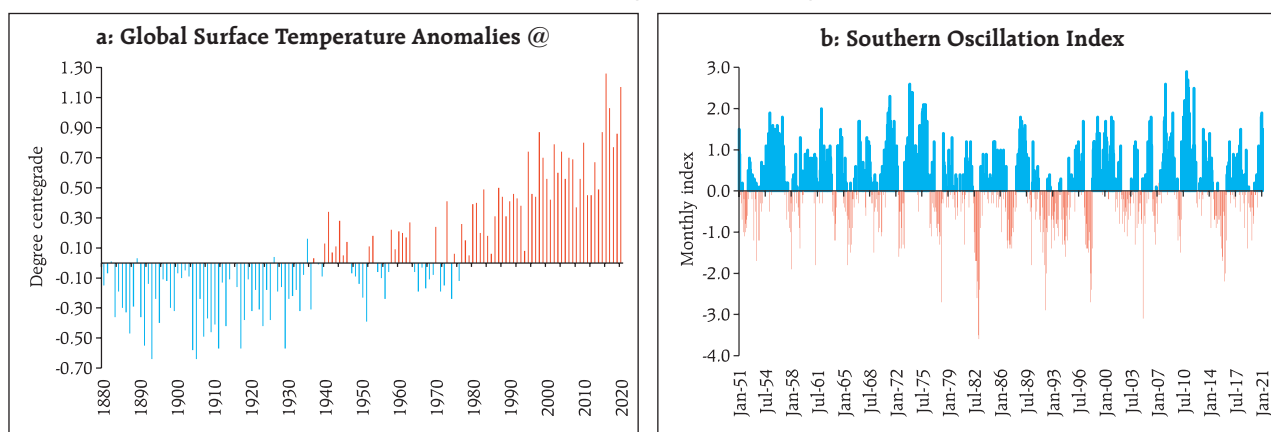 a: Global Surface Temperature Anomalies @
Degree centegrade
1.30
1.10
0.90
0.70
0.50
0.30
0.10
-0.10
-0.30
-0.50
-0.70
1880
1890
1900
1910
1920
1930
1940
1950
1960
1970
1980
1990
2000
2010
2020
b: Southern Oscillation Index
Monthly index
3.0
2.0
1.0
0.0
-1.0
-2.0
-3.0
-4.0
Jan-51
Jul-54
Jan-58
Jul-61
Jan-65
Jul-68
Jan-72
Jul-75
Jan-79
Jul-82
Jan-86
Jul-89
Jan-93
Jul-96
Jan-00
Jul-03
Jan-07
Jul-10
Jan-14
Jul-17
Jan-21